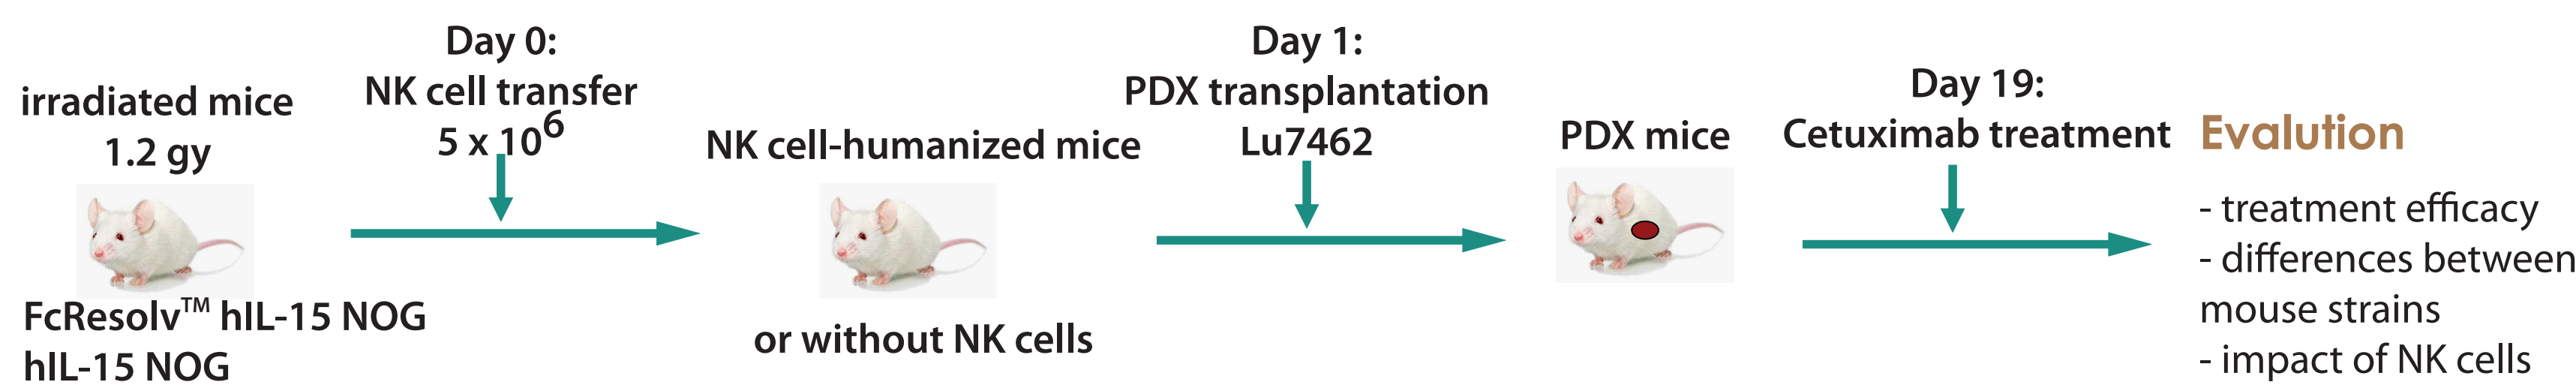 irradiated mice
1.2 gy
FcResolv™ hIL-15 NOG
hIL-15 NOG
Day 0:
NK cell transfer
5 x 10⁶
NK cell-humanized mice
or without NK cells
Day 1:
PDX transplantation
Lu7462
PDX mice
Day 19:
Cetuximab treatment
Evalution
- treatment efficacy
- differences between
mouse strains
- impact of NK cells